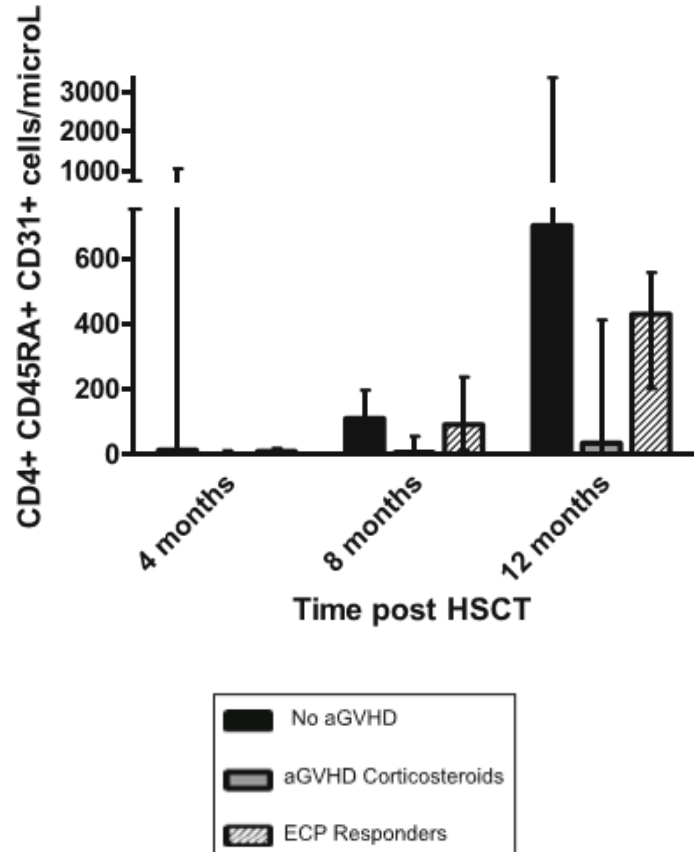 CD4+ CD45RA+ CD31+ cells/microL
3000
2000
1000
600
400
200
0
4 months
8 months
12 months
Time post HSCT
No aGVHD
aGVHD Corticosteroids
ECP Responders